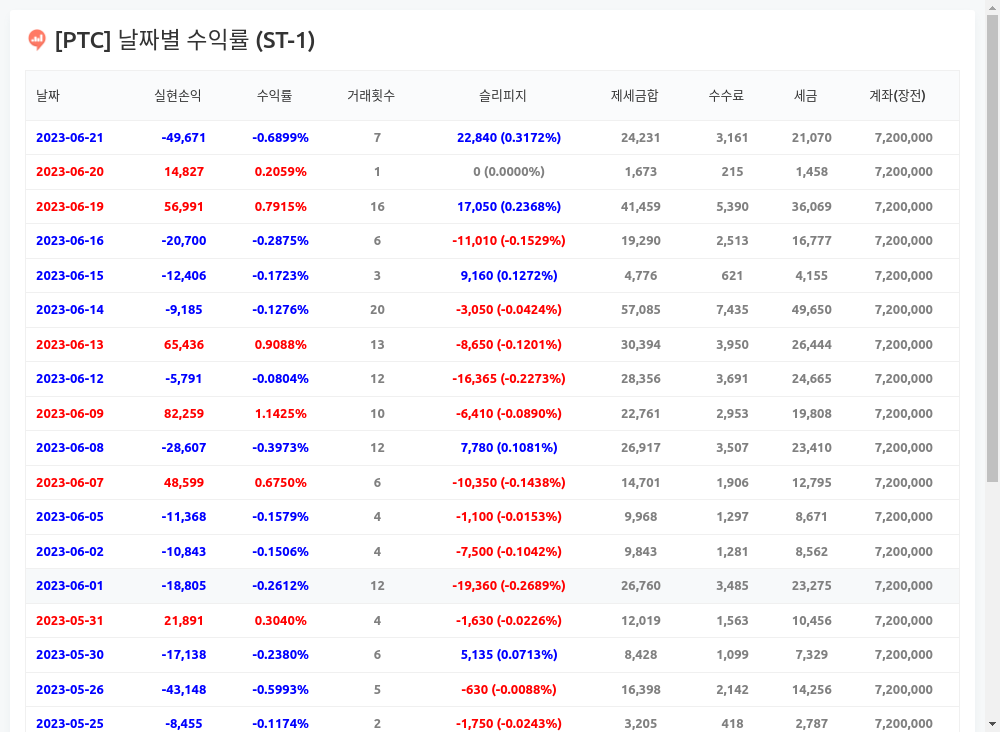 [PTC] 날짜별 수익률 (ST-1)
날짜 실현손익 수익률 거래횟수 슬리피지 제세금합 수수료 세금 계좌(장전)
2023-06-21 -49,671 -0.6899% 7 22,840 (0.3172%) 24,231 3,161 21,070 7,200,000
2023-06-20 14,827 0.2059% 1 0 (0.0000%) 1,673 215 1,458 7,200,000
2023-06-19 56,991 0.7915% 16 17,050 (0.2368%) 41,459 5,390 36,069 7,200,000
2023-06-16 -20,700 -0.2875% 6 -11,010 (-0.1529%) 19,290 2,513 16,777 7,200,000
2023-06-15 -12,406 -0.1723% 3 9,160 (0.1272%) 4,776 621 4,155 7,200,000
2023-06-14 -9,185 -0.1276% 20 -3,050 (-0.0424%) 57,085 7,435 49,650 7,200,000
2023-06-13 65,436 0.9088% 13 -8,650 (-0.1201%) 30,394 3,950 26,444 7,200,000
2023-06-12 -5,791 -0.0804% 12 -16,365 (-0.2273%) 28,356 3,691 24,665 7,200,000
2023-06-09 82,259 1.1425% 10 -6,410 (-0.0890%) 22,761 2,953 19,808 7,200,000
2023-06-08 -28,607 -0.3973% 12 7,780 (0.1081%) 26,917 3,507 23,410 7,200,000
2023-06-07 48,599 0.6750% 6 -10,350 (-0.1438%) 14,701 1,906 12,795 7,200,000
2023-06-05 -11,368 -0.1579% 4 -1,100 (-0.0153%) 9,968 1,297 8,671 7,200,000
2023-06-02 -10,843 -0.1506% 4 -7,500 (-0.1042%) 9,843 1,281 8,562 7,200,000
2023-06-01 -18,805 -0.2612% 12 -19,360 (-0.2689%) 26,760 3,485 23,275 7,200,000
2023-05-31 21,891 0.3040% 4 -1,630 (-0.0226%) 12,019 1,563 10,456 7,200,000
2023-05-30 -17,138 -0.2380% 6 5,135 (0.0713%) 8,428 1,099 7,329 7,200,000
2023-05-26 -43,148 -0.5993% 5 -630 (-0.0088%) 16,398 2,142 14,256 7,200,000
2023-05-25 -8,455 -0.1174% 2 -1,750 (-0.0243%) 3,205 418 2,787 7,200,000